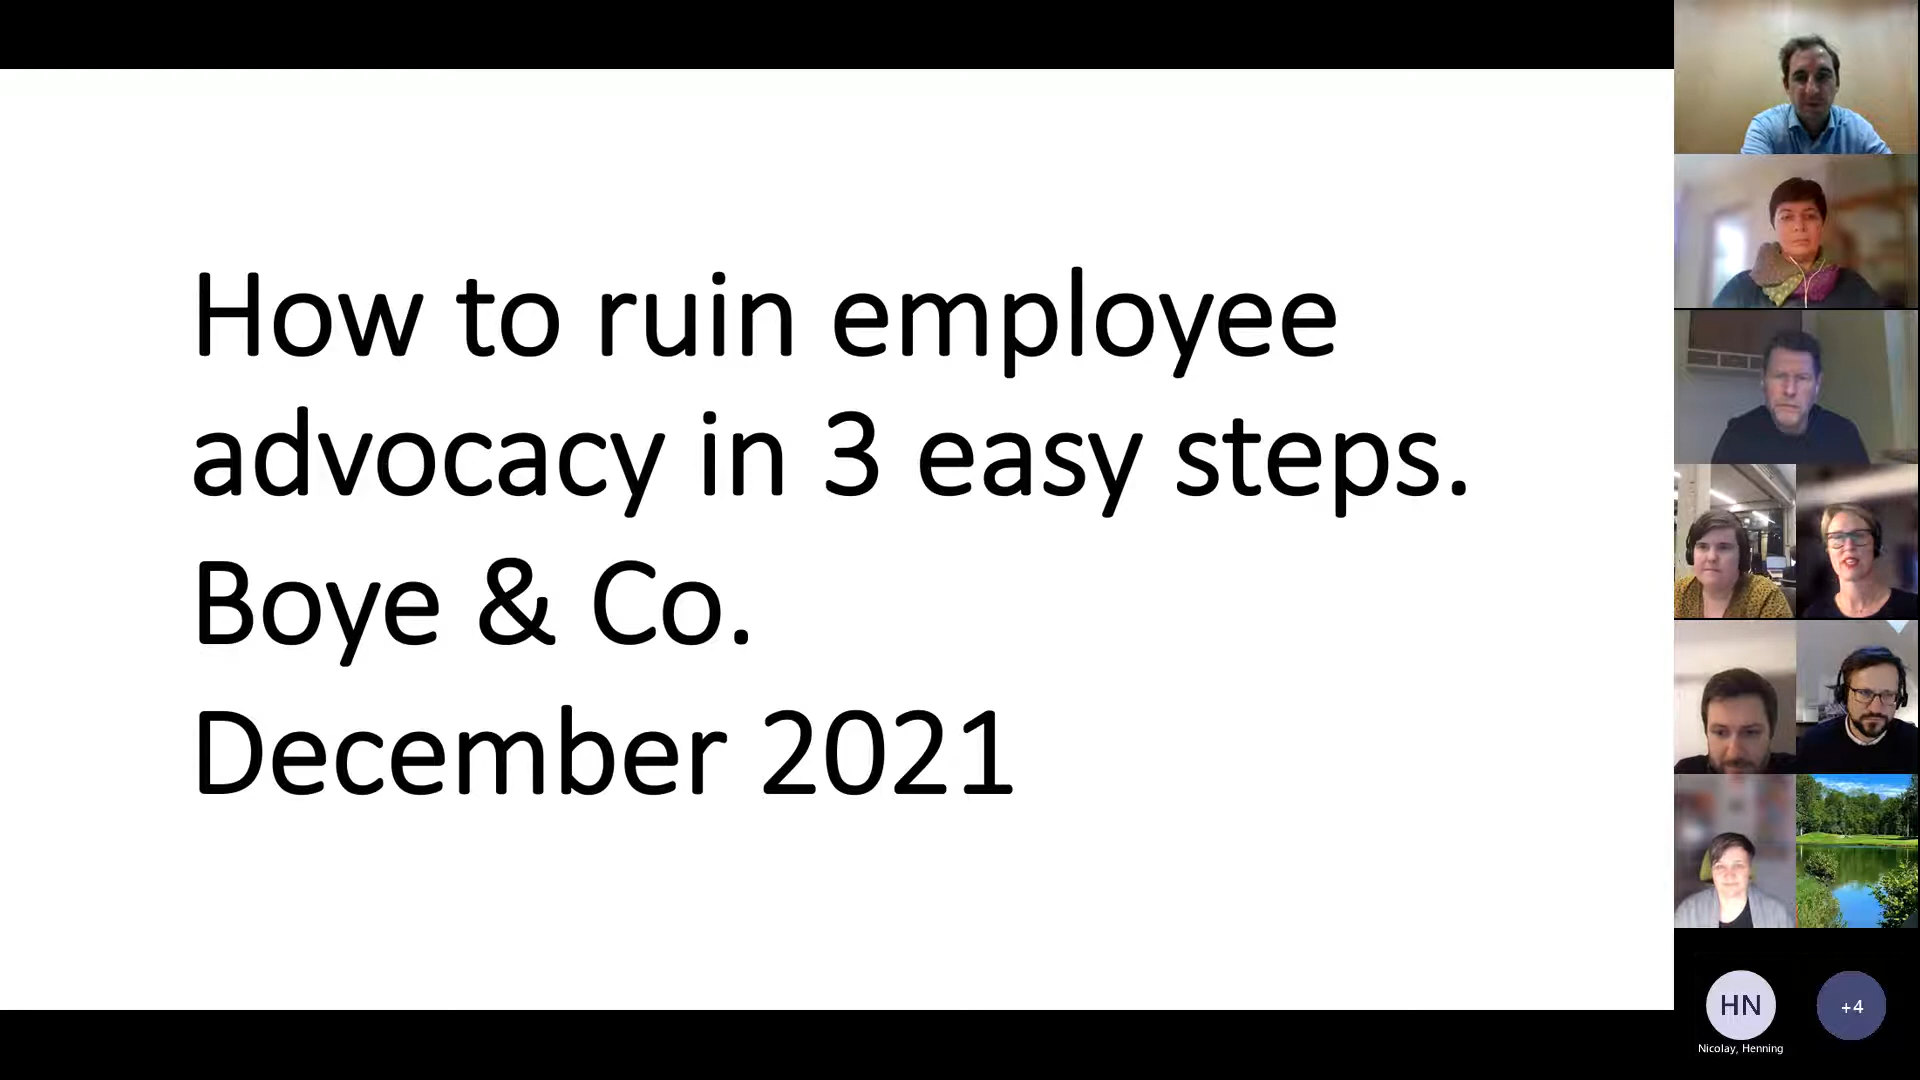 How to ruin employee
advocacy in 3 easy steps.
Boye & Co.
December 2021
HN
+4
Nicolay, Henning